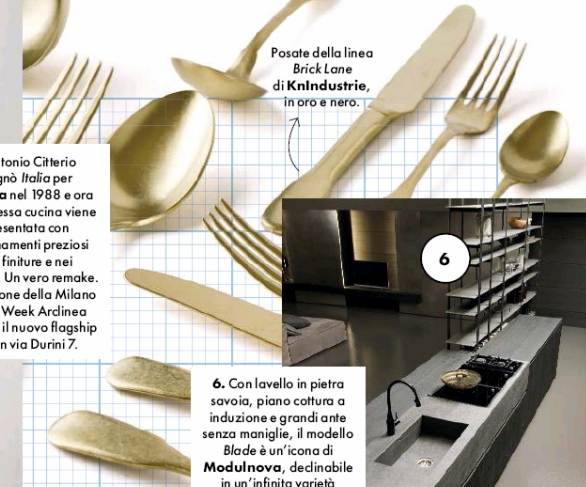 Posate della linea
Brick Lane
di KnIndustrie,
in oro e nero.
tonio Citterio
gnò Italia per
a nel 1988 e ora
essa cucina viene
esentata con
namenti preziosi
finiture e nei
. Un vero remake.
one della Milano
Week Arclinea
il nuovo flagship
n via Durini 7.
6
6. Con lavello in pietra
savoia, piano cottura a
induzione e grandi ante
senza maniglie, il modello
Blade è un'icona di
Modulnova, declinabile
in un'infinita varietà